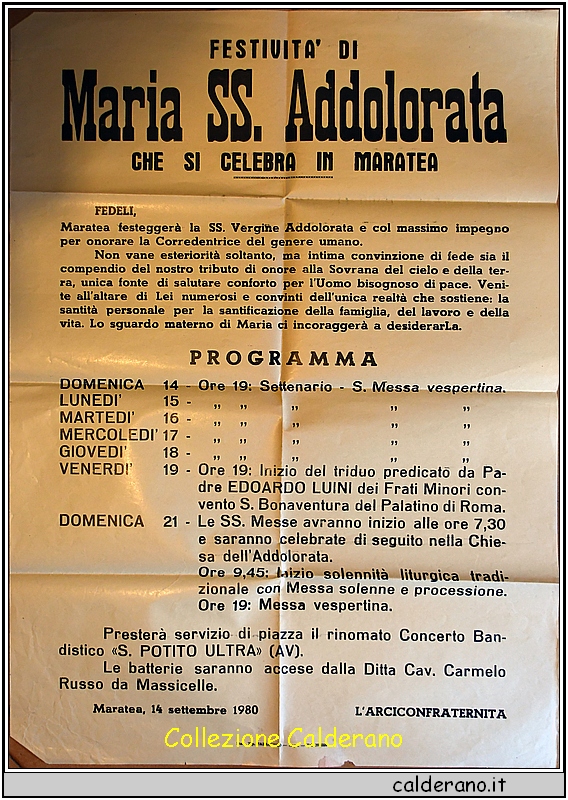 FESTIVITA' DI
Maria SS. Addolorata
CHE SI CELEBRA IN MARATEA
FEDELI,
Maratea festeggerà la SS. Vergine Addolorata e col massimo impegno
per onorare la Corredentrice del genere umano.
Non vane esteriorità soltanto, ma intima convinzione di fede sia il
compendio del nostro tributo di onore alla Sovrana del cielo e della ter-
ra, unica fonte di salutare conforto per l'Uomo bisognoso di pace. Veni-
te all'altare di Lei numerosi e convinti dell'unica realtà che sostiene: la
santità personale per la santificazione della famiglia, del lavoro e della
vita. Lo sguardo materno di Maria ci incoraggerà a desiderarLa.
PROGRAMMA
DOMENICA 14 - Ore 19: Settenario - S. Messa vespertina.
LUNEDI' 15 - „ „ „ „ „
MARTEDI' 16 - „ „ „ „ „
MERCOLEDI' 17 - „ „ „ „ „
GIOVEDI' 18 - „ „ „ „ „
VENERDI' 19 - Ore 19: Inizio del triduo predicato da Pa-
dre EDOARDO LUINI dei Frati Minori con-
vento S. Bonaventura del Palatino di Roma.
DOMENICA 21 - Le SS. Messe avranno inizio alle ore 7,30
e saranno celebrate di seguito nella Chie-
sa dell'Addolorata.
Ore 9,45: Inizio solennità liturgica tradi-
zionale con Messa solenne e processione.
Ore 19: Messa vespertina.
Presterà servizio di piazza il rinomato Concerto Ban-
distico «S. POTITO ULTRA» (AV).
Le batterie saranno accese dalla Ditta Cav. Carmelo
Russo da Massicelle.
Maratea, 14 settembre 1980 L'ARCICONFRATERNITA
Collezione Calderano
calderano.it